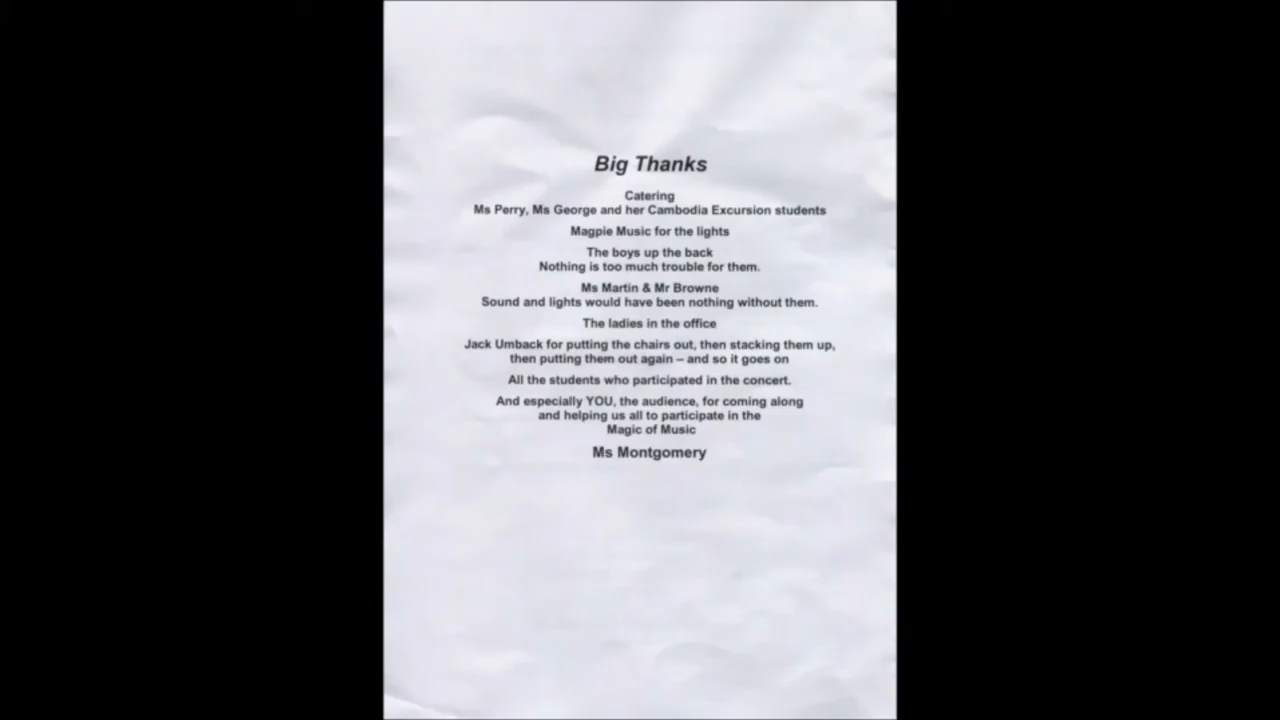 Big Thanks
Catering
Ms Perry, Ms George and her Cambodia Excursion students
Magpie Music for the lights
The boys up the back
Nothing is too much trouble for them.
Ms Martin & Mr Browne
Sound and lights would have been nothing without them.
The ladies in the office
Jack Umback for putting the chairs out, then stacking them up,
then putting them out again – and so it goes on
All the students who participated in the concert.
And especially YOU, the audience, for coming along
and helping us all to participate in the
Magic of Music
Ms Montgomery